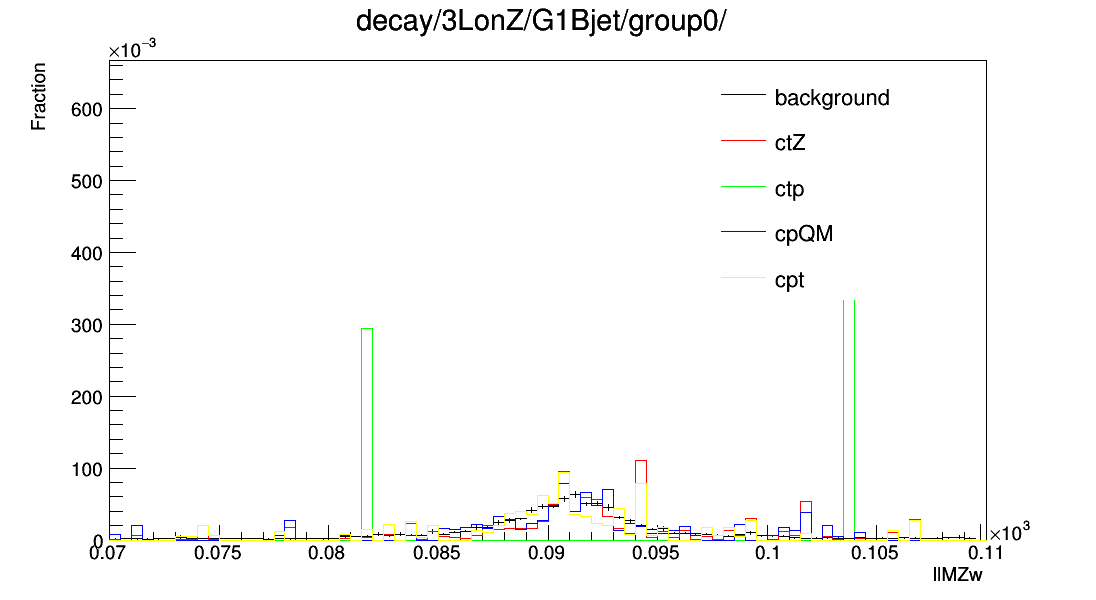 decay/3LonZ/G1Bjet/group0/
×10⁻³
Fraction
600
500
400
300
200
100
0
background
ctZ
ctp
cpQM
cpt
0.07 0.075 0.08 0.085 0.09 0.095 0.1 0.105 0.11
×10³
llMZw